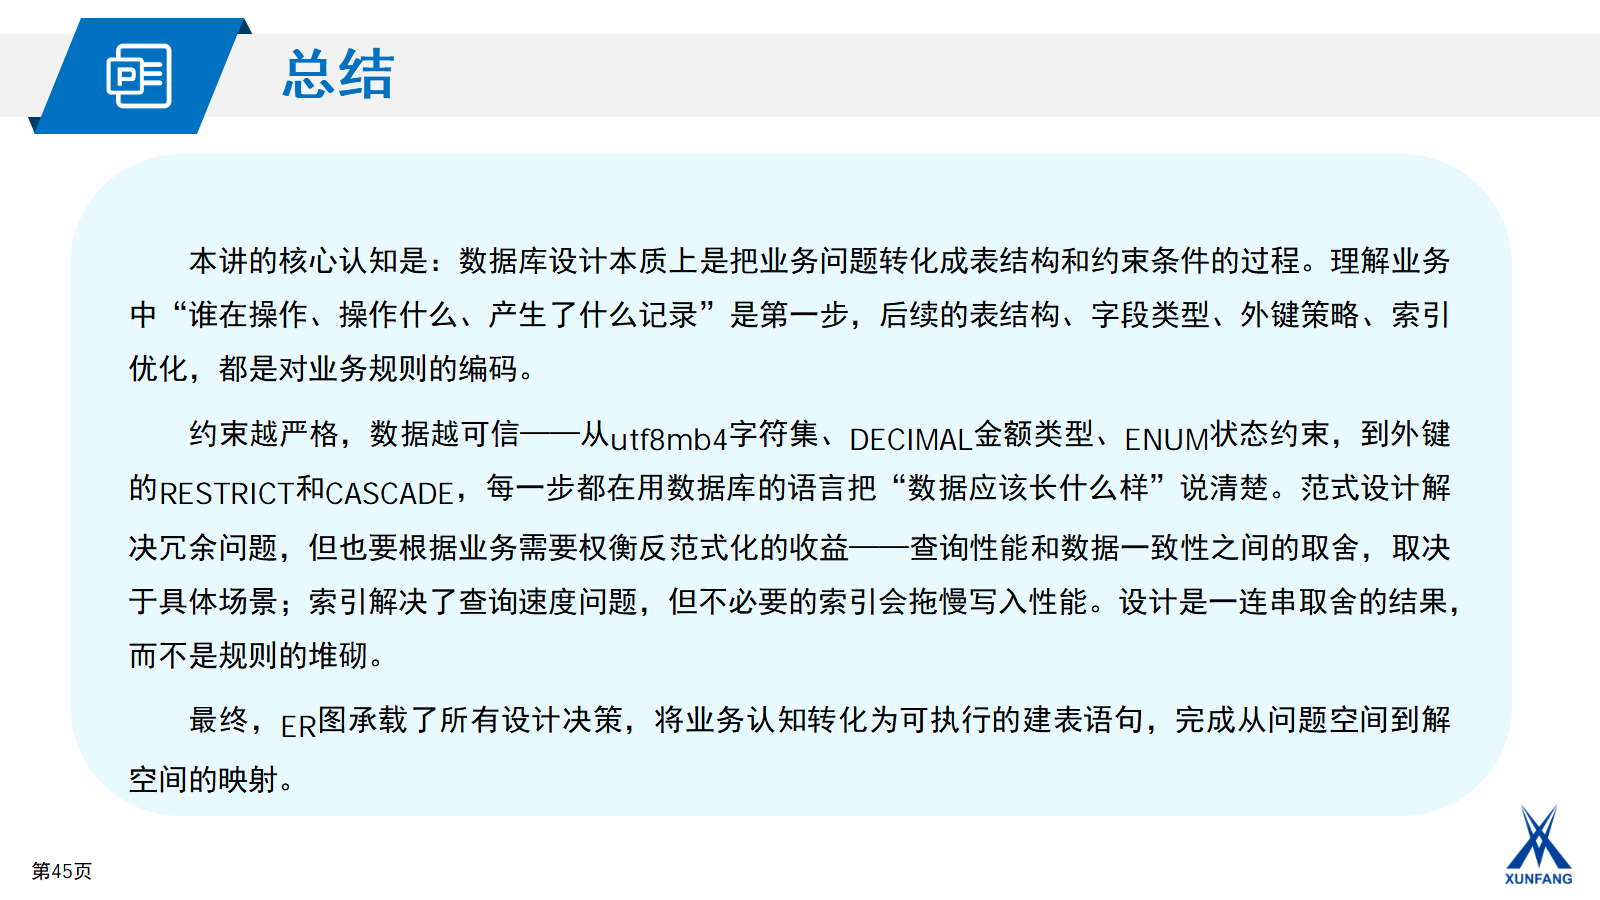 总结
本讲的核心认知是：数据库设计本质上是把业务问题转化成表结构和约束条件的过程。理解业务
中“谁在操作、操作什么、产生了什么记录”是第一步，后续的表结构、字段类型、外键策略、索引
优化，都是对业务规则的编码。
约束越严格，数据越可信——从utf8mb4字符集、DECIMAL金额类型、ENUM状态约束，到外键
的RESTRICT和CASCADE，每一步都在用数据库的语言把“数据应该长什么样”说清楚。范式设计解
决冗余问题，但也要根据业务需要权衡反范式化的收益——查询性能和数据一致性之间的取舍，取决
于具体场景；索引解决了查询速度问题，但不必要的索引会拖慢写入性能。设计是一连串取舍的结果，
而不是规则的堆砌。
最终，ER图承载了所有设计决策，将业务认知转化为可执行的建表语句，完成从问题空间到解
空间的映射。
第45页
XUNFANG